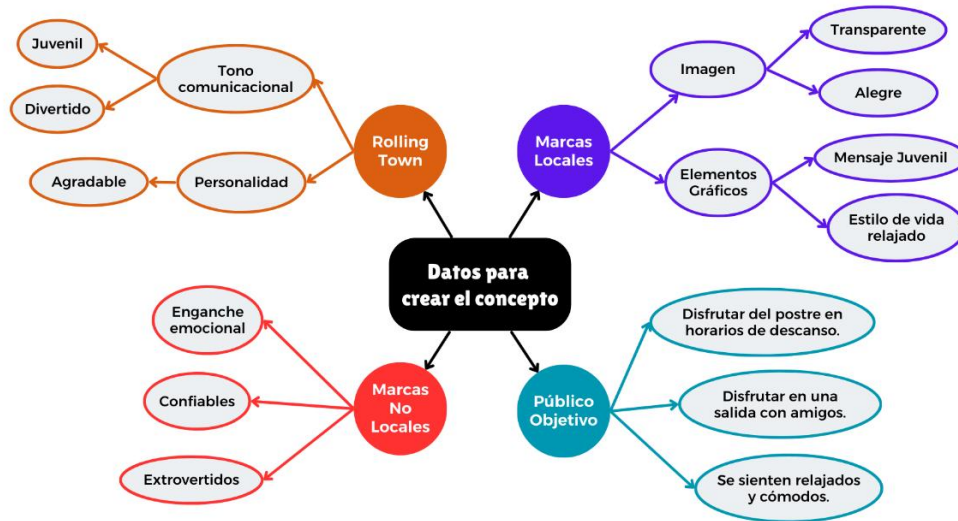 Datos para
crear el concepto
Rolling
Town
Tono
comunicacional
Juvenil
Divertido
Personalidad
Agradable
Marcas
Locales
Imagen
Transparente
Alegre
Elementos
Gráficos
Mensaje Juvenil
Estilo de vida
relajado
Marcas
No
Locales
Enganche
emocional
Confiables
Extrovertidos
Público
Objetivo
Disfrutar del postre en
horarios de descanso.
Disfrutar en una
salida con amigos.
Se sienten relajados
y cómodos.